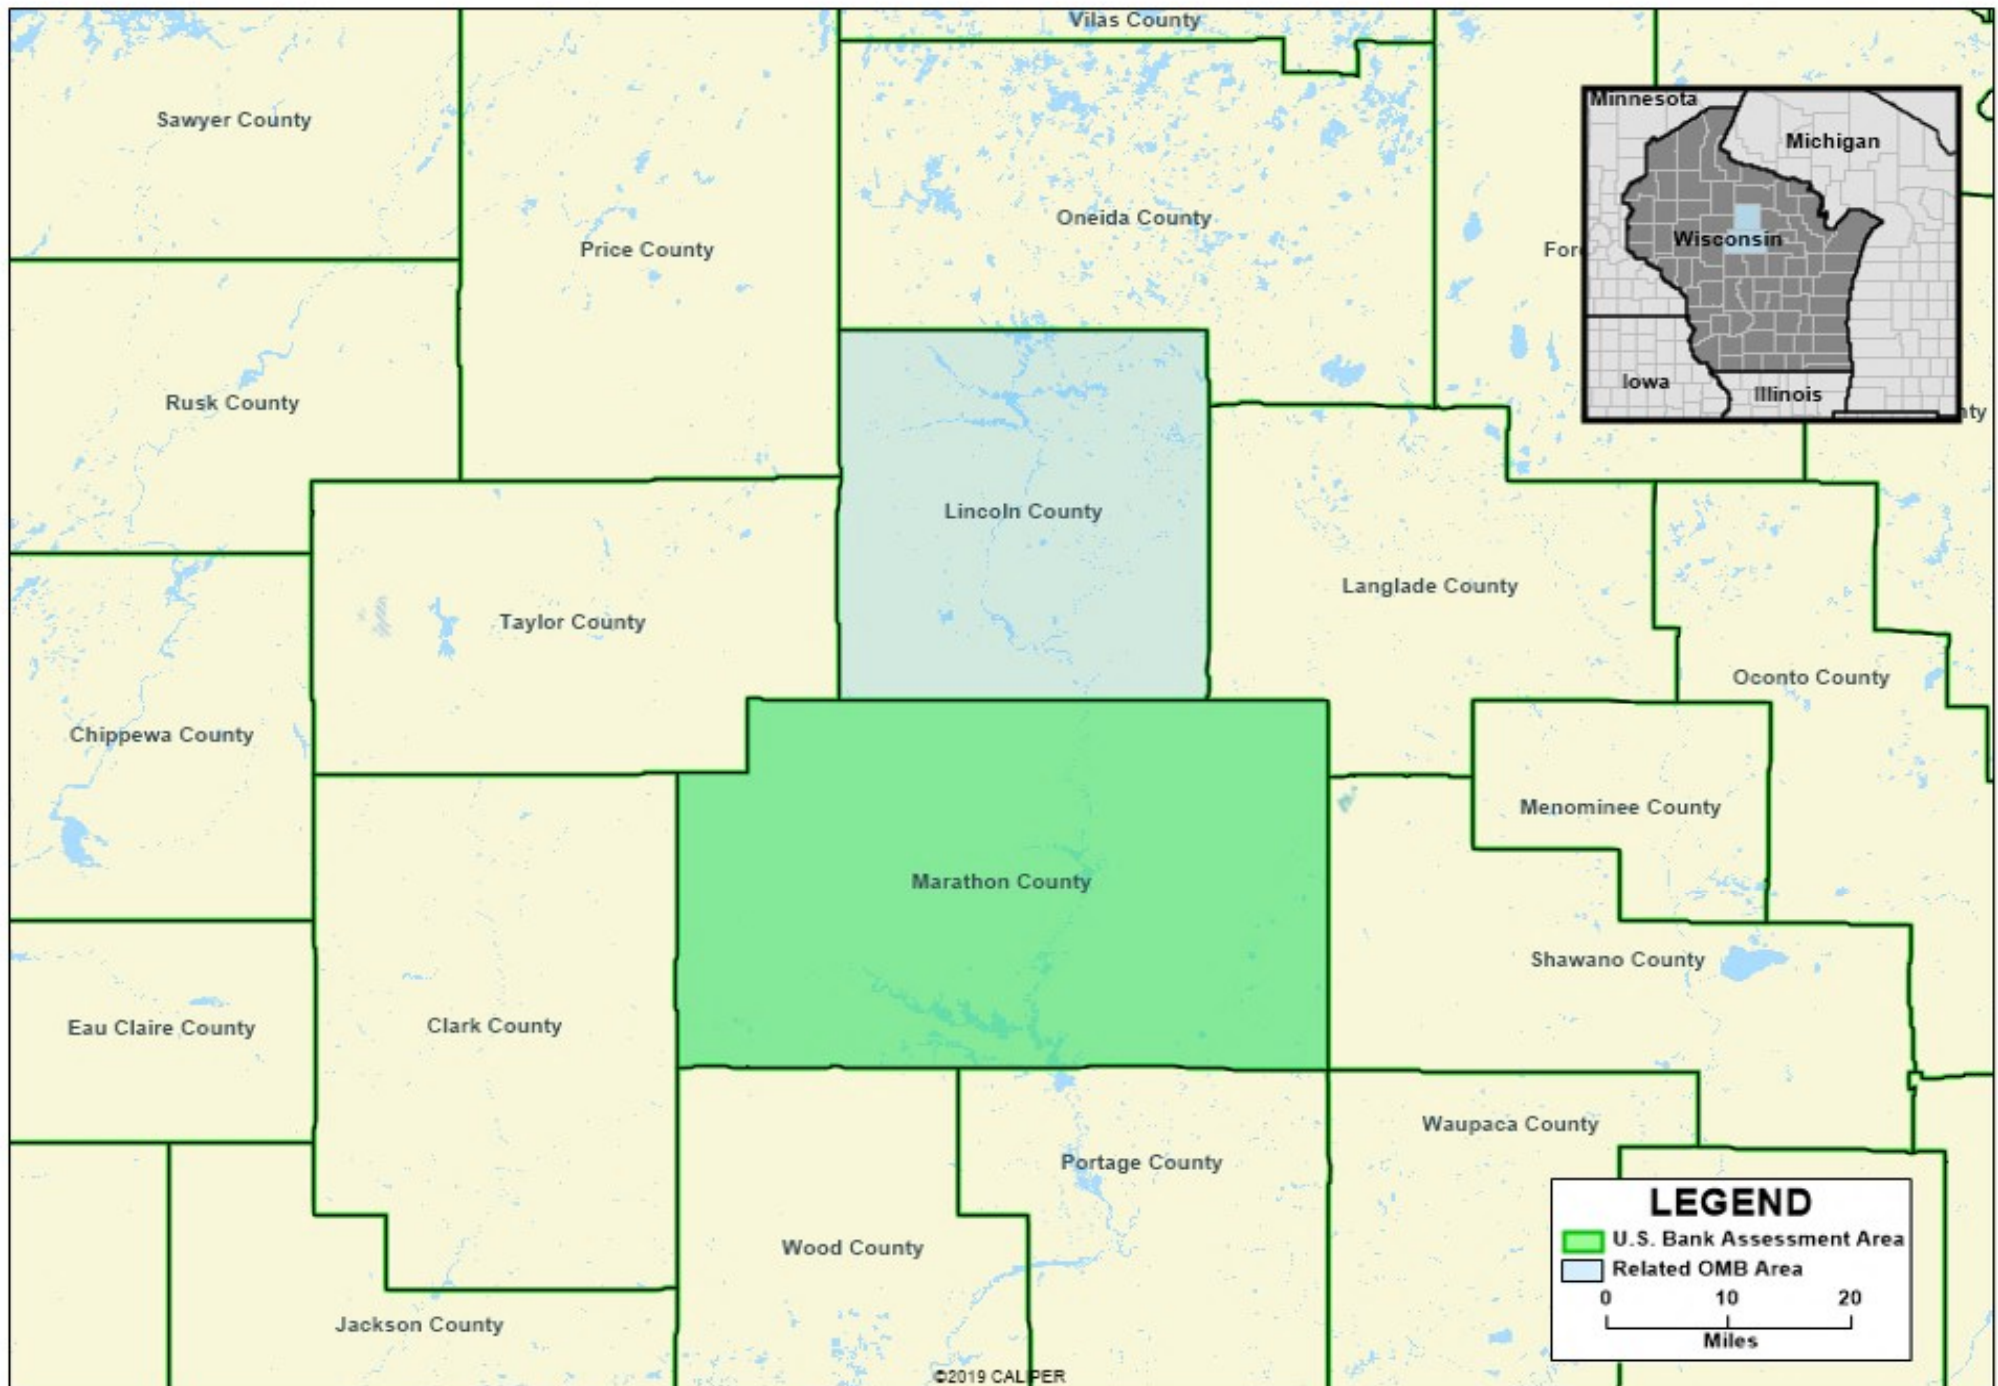 Vilas County
Sawyer County
Price County
Oneida County
Minnesota
Michigan
Wisconsin
Iowa
Illinois
Rusk County
Lincoln County
Langlade County
Taylor County
Oconto County
Chippewa County
Menominee County
Marathon County
Shawano County
Eau Claire County
Clark County
Waupaca County
Portage County
Wood County
Jackson County
LEGEND
U.S. Bank Assessment Area
Related OMB Area
0 10 20
Miles
©2019 CALIPER